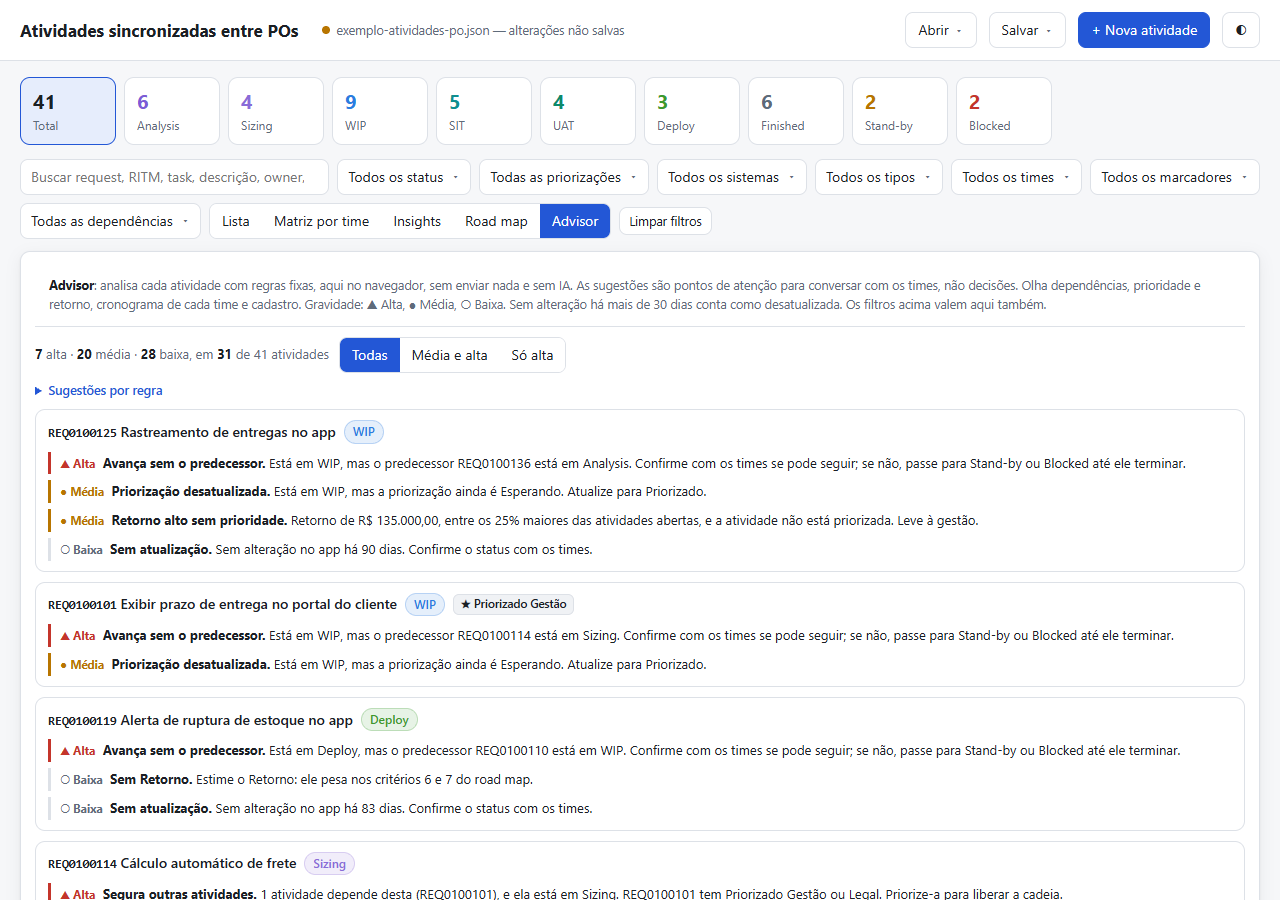 Atividades sincronizadas entre POs
● exemplo-atividades-po.json — alterações não salvas
Abrir
Salvar
+ Nova atividade
41
Total
6
Analysis
4
Sizing
9
WIP
5
SIT
4
UAT
3
Deploy
6
Finished
2
Stand-by
2
Blocked
Buscar request, RITM, task, descrição, owner,
Todos os status
Todas as priorizações
Todos os sistemas
Todos os tipos
Todos os times
Todos os marcadores
Todas as dependências
Lista
Matriz por time
Insights
Road map
Advisor
Limpar filtros
Advisor: analisa cada atividade com regras fixas, aqui no navegador, sem enviar nada e sem IA. As sugestões são pontos de atenção para conversar com os times, não decisões. Olha dependências, prioridade e
retorno, cronograma de cada time e cadastro. Gravidade: ▲ Alta, ● Média, ○ Baixa. Sem alteração há mais de 30 dias conta como desatualizada. Os filtros acima valem aqui também.
7 alta · 20 média · 28 baixa, em 31 de 41 atividades
Todas
Média e alta
Só alta
▶ Sugestões por regra
REQ0100125 Rastreamento de entregas no app WIP
▲ Alta Avança sem o predecessor. Está em WIP, mas o predecessor REQ0100136 está em Analysis. Confirme com os times se pode seguir; se não, passe para Stand-by ou Blocked até ele terminar.
● Média Priorização desatualizada. Está em WIP, mas a priorização ainda é Esperando. Atualize para Priorizado.
● Média Retorno alto sem prioridade. Retorno de R$ 135.000,00, entre os 25% maiores das atividades abertas, e a atividade não está priorizada. Leve à gestão.
○ Baixa Sem atualização. Sem alteração no app há 90 dias. Confirme o status com os times.
REQ0100101 Exibir prazo de entrega no portal do cliente WIP ★ Priorizado Gestão
▲ Alta Avança sem o predecessor. Está em WIP, mas o predecessor REQ0100114 está em Sizing. Confirme com os times se pode seguir; se não, passe para Stand-by ou Blocked até ele terminar.
● Média Priorização desatualizada. Está em WIP, mas a priorização ainda é Esperando. Atualize para Priorizado.
REQ0100119 Alerta de ruptura de estoque no app Deploy
▲ Alta Avança sem o predecessor. Está em Deploy, mas o predecessor REQ0100110 está em WIP. Confirme com os times se pode seguir; se não, passe para Stand-by ou Blocked até ele terminar.
○ Baixa Sem Retorno. Estime o Retorno: ele pesa nos critérios 6 e 7 do road map.
○ Baixa Sem atualização. Sem alteração no app há 83 dias. Confirme o status com os times.
REQ0100114 Cálculo automático de frete Sizing
▲ Alta Segura outras atividades. 1 atividade depende desta (REQ0100101), e ela está em Sizing. REQ0100101 tem Priorizado Gestão ou Legal. Priorize-a para liberar a cadeia.